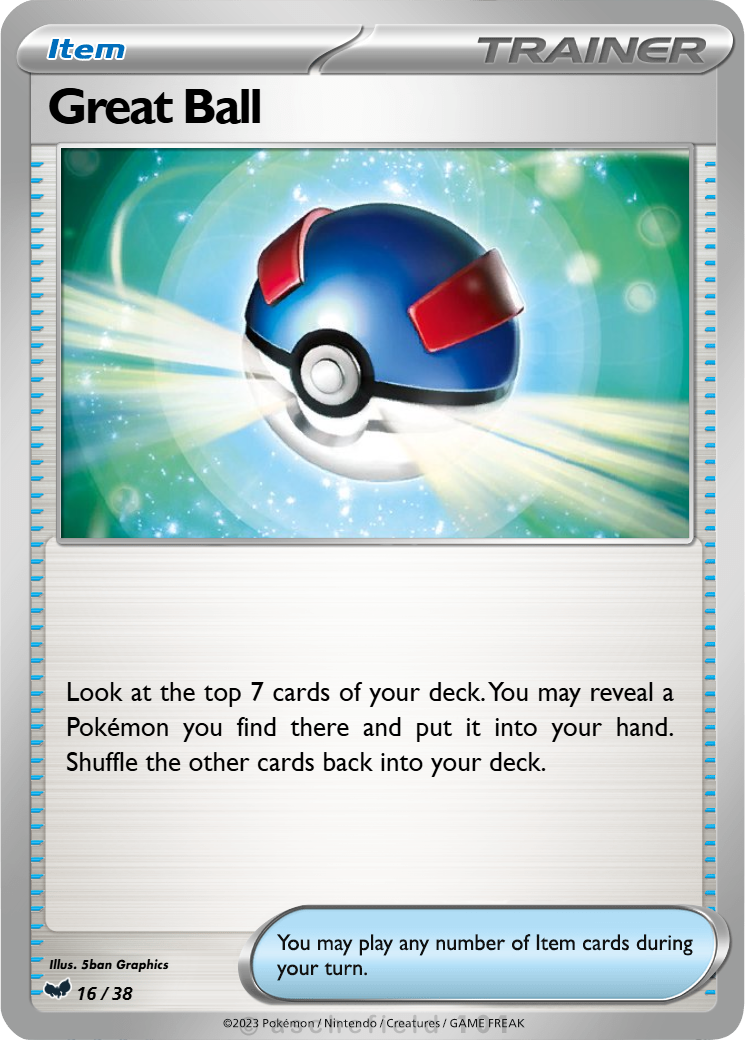 Item
TRAINER
Great Ball
Look at the top 7 cards of your deck. You may reveal a
Pokémon you find there and put it into your hand.
Shuffle the other cards back into your deck.
You may play any number of Item cards during
your turn.
Illus. 5ban Graphics
16 / 38
©2023 Pokémon / Nintendo / Creatures / GAME FREAK